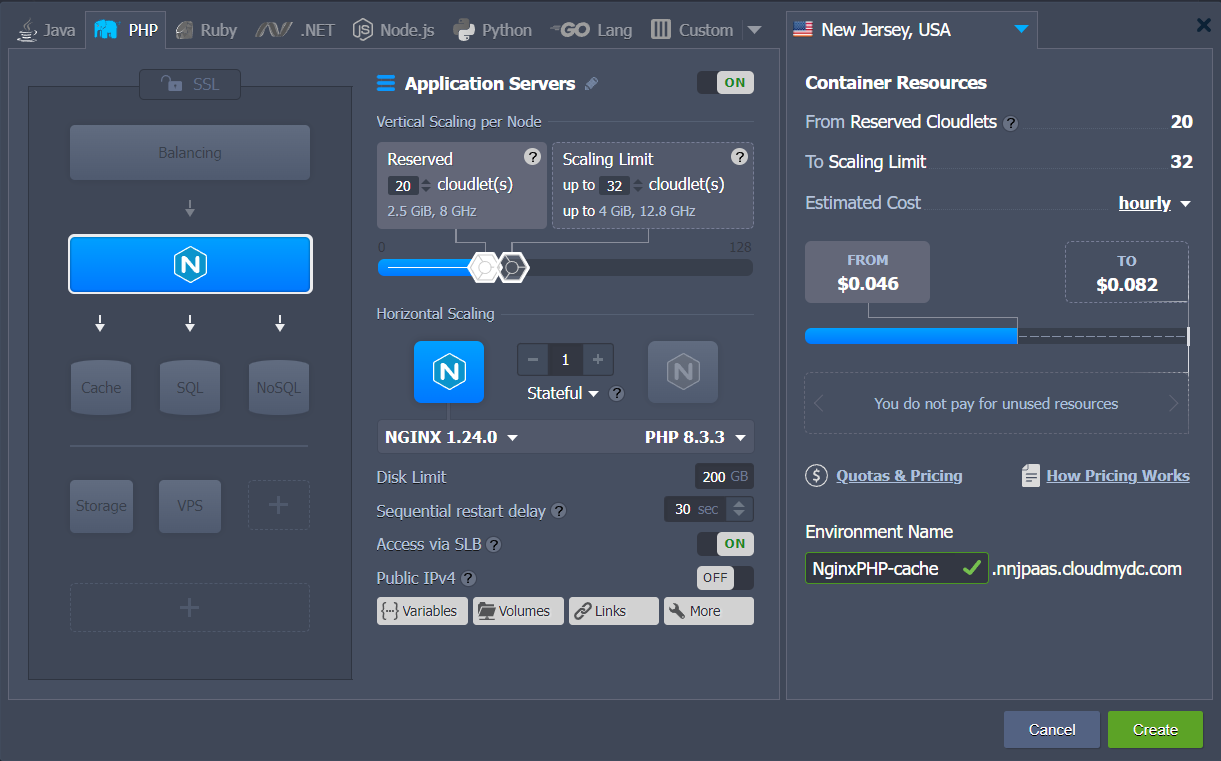 Java PHP Ruby .NET Node.js Python Lang Custom
New Jersey, USA
SSL
Balancing
Cache SQL NoSQL
Storage VPS
Application Servers
ON
Vertical Scaling per Node
Reserved ?
20 cloudlet(s)
2.5 GiB, 8 GHz
Scaling Limit ?
up to 32 cloudlet(s)
up to 4 GiB, 12.8 GHz
0 128
Horizontal Scaling
1
Stateful ?
NGINX 1.24.0 PHP 8.3.3
Disk Limit 200 GB
Sequential restart delay ? 30 sec
Access via SLB ? ON
Public IPv4 ? OFF
Variables Volumes Links More
Container Resources
From Reserved Cloudlets ? 20
To Scaling Limit 32
Estimated Cost hourly
FROM
$0.046
TO
$0.082
You do not pay for unused resources
Quotas & Pricing How Pricing Works
Environment Name
NginxPHP-cache .nnjpaas.cloudmydc.com
Cancel Create